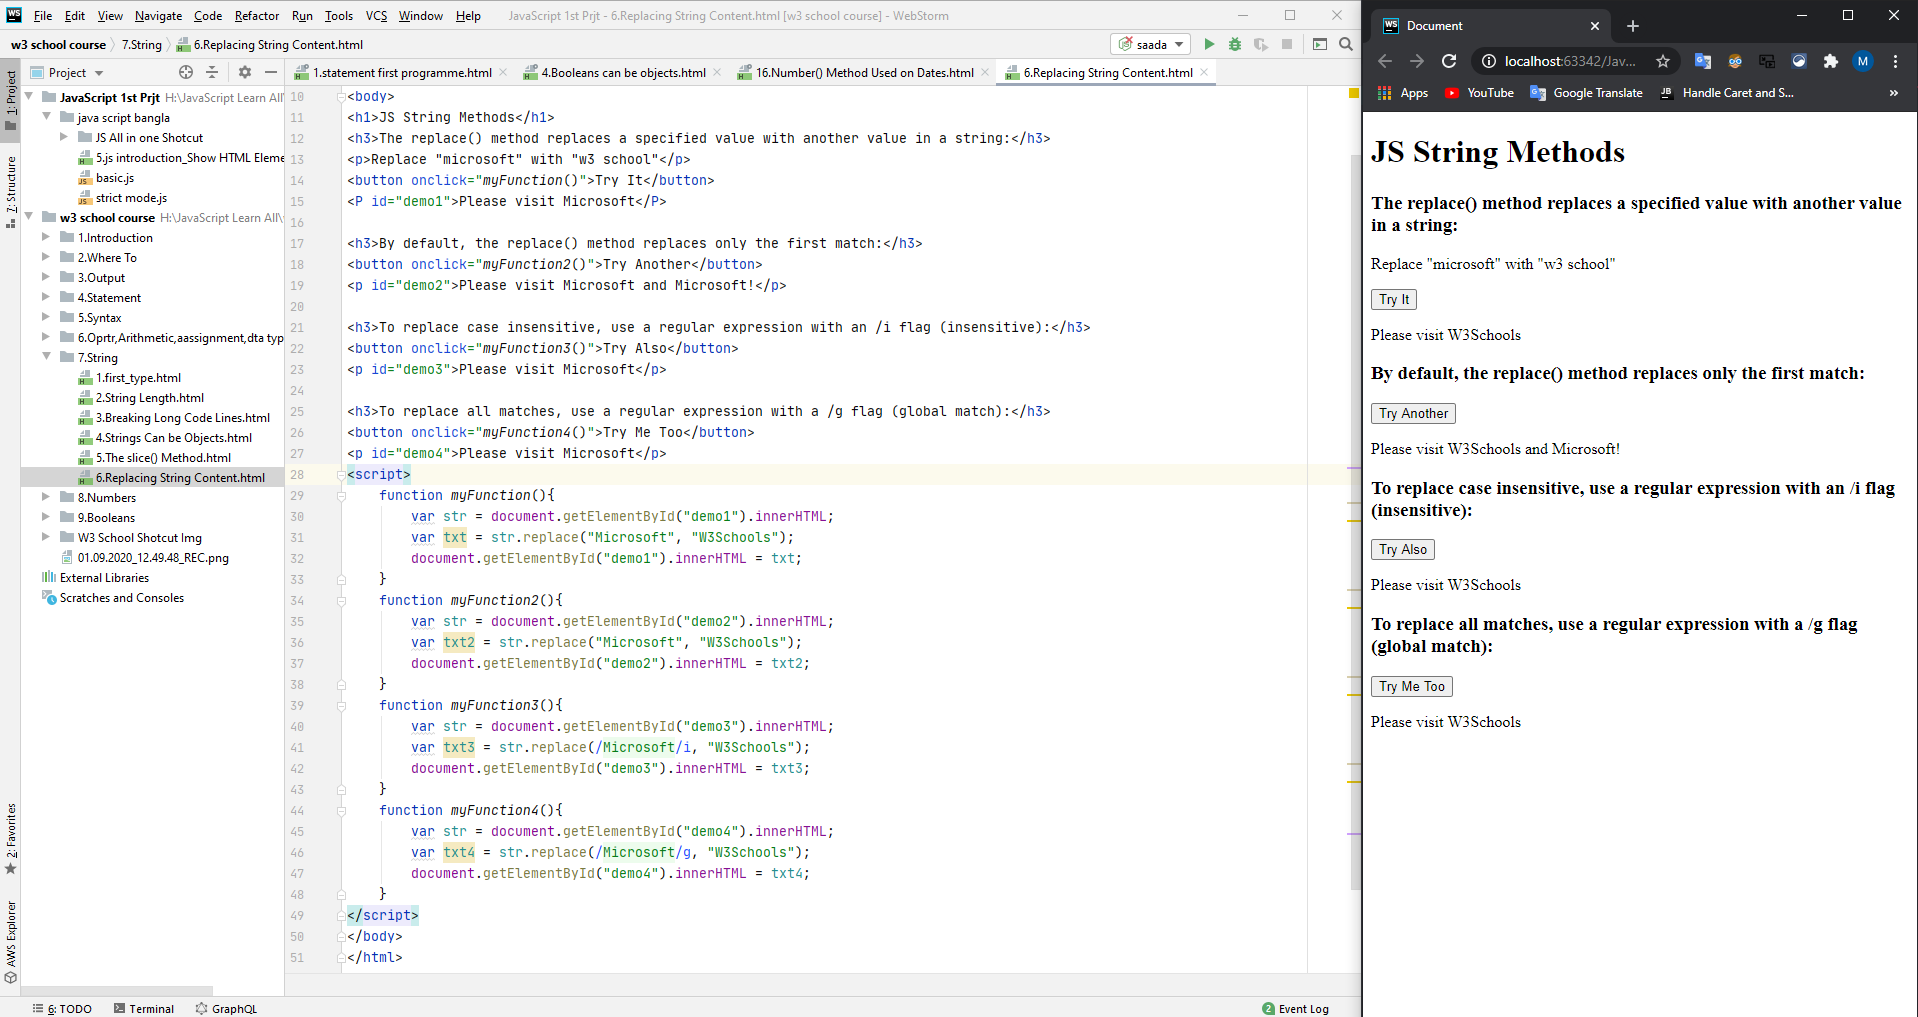 File Edit View Navigate Code Refactor Run Tools VCS Window Help JavaScript 1st Prjt - 6.Replacing String Content.html [w3 school course] - WebStorm
w3 school course 7.String 6.Replacing String Content.html saada
Project
1.statement first programme.html 4.Booleans can be objects.html 16.Number() Method Used on Dates.html 6.Replacing String Content.html
1: Project
7: Structure
2: Favorites
AWS Explorer
JavaScript 1st Prjt H:\JavaScript Learn All\
java script bangla
JS All in one Shotcut
5.js introduction_Show HTML Eleme
basic.js
strict mode.js
w3 school course H:\JavaScript Learn All\
1.Introduction
2.Where To
3.Output
4.Statement
5.Syntax
6.Oprtr,Arithmetic,aassignment,dta typ
7.String
1.first_type.html
2.String Length.html
3.Breaking Long Code Lines.html
4.Strings Can be Objects.html
5.The slice() Method.html
6.Replacing String Content.html
8.Numbers
9.Booleans
W3 School Shotcut Img
01.09.2020_12.49.48_REC.png
External Libraries
Scratches and Consoles
10 <body>
11 <h1>JS String Methods</h1>
12 <h3>The replace() method replaces a specified value with another value in a string:</h3>
13 <p>Replace "microsoft" with "w3 school"</p>
14 <button onclick="myFunction()">Try It</button>
15 <P id="demo1">Please visit Microsoft</P>
16
17 <h3>By default, the replace() method replaces only the first match:</h3>
18 <button onclick="myFunction2()">Try Another</button>
19 <p id="demo2">Please visit Microsoft and Microsoft!</p>
20
21 <h3>To replace case insensitive, use a regular expression with an /i flag (insensitive):</h3>
22 <button onclick="myFunction3()">Try Also</button>
23 <p id="demo3">Please visit Microsoft</p>
24
25 <h3>To replace all matches, use a regular expression with a /g flag (global match):</h3>
26 <button onclick="myFunction4()">Try Me Too</button>
27 <p id="demo4">Please visit Microsoft</p>
28 <script>
29 function myFunction(){
30 var str = document.getElementById("demo1").innerHTML;
31 var txt = str.replace("Microsoft", "W3Schools");
32 document.getElementById("demo1").innerHTML = txt;
33 }
34 function myFunction2(){
35 var str = document.getElementById("demo2").innerHTML;
36 var txt2 = str.replace("Microsoft", "W3Schools");
37 document.getElementById("demo2").innerHTML = txt2;
38 }
39 function myFunction3(){
40 var str = document.getElementById("demo3").innerHTML;
41 var txt3 = str.replace(/Microsoft/i, "W3Schools");
42 document.getElementById("demo3").innerHTML = txt3;
43 }
44 function myFunction4(){
45 var str = document.getElementById("demo4").innerHTML;
46 var txt4 = str.replace(/Microsoft/g, "W3Schools");
47 document.getElementById("demo4").innerHTML = txt4;
48 }
49 </script>
50 </body>
51 </html>
6: TODO Terminal GraphQL 2 Event Log
WS Document
localhost:63342/Jav... M
Apps YouTube Google Translate JB Handle Caret and S... »
JS String Methods
The replace() method replaces a specified value with another value
in a string:
Replace "microsoft" with "w3 school"
Try It
Please visit W3Schools
By default, the replace() method replaces only the first match:
Try Another
Please visit W3Schools and Microsoft!
To replace case insensitive, use a regular expression with an /i flag
(insensitive):
Try Also
Please visit W3Schools
To replace all matches, use a regular expression with a /g flag
(global match):
Try Me Too
Please visit W3Schools